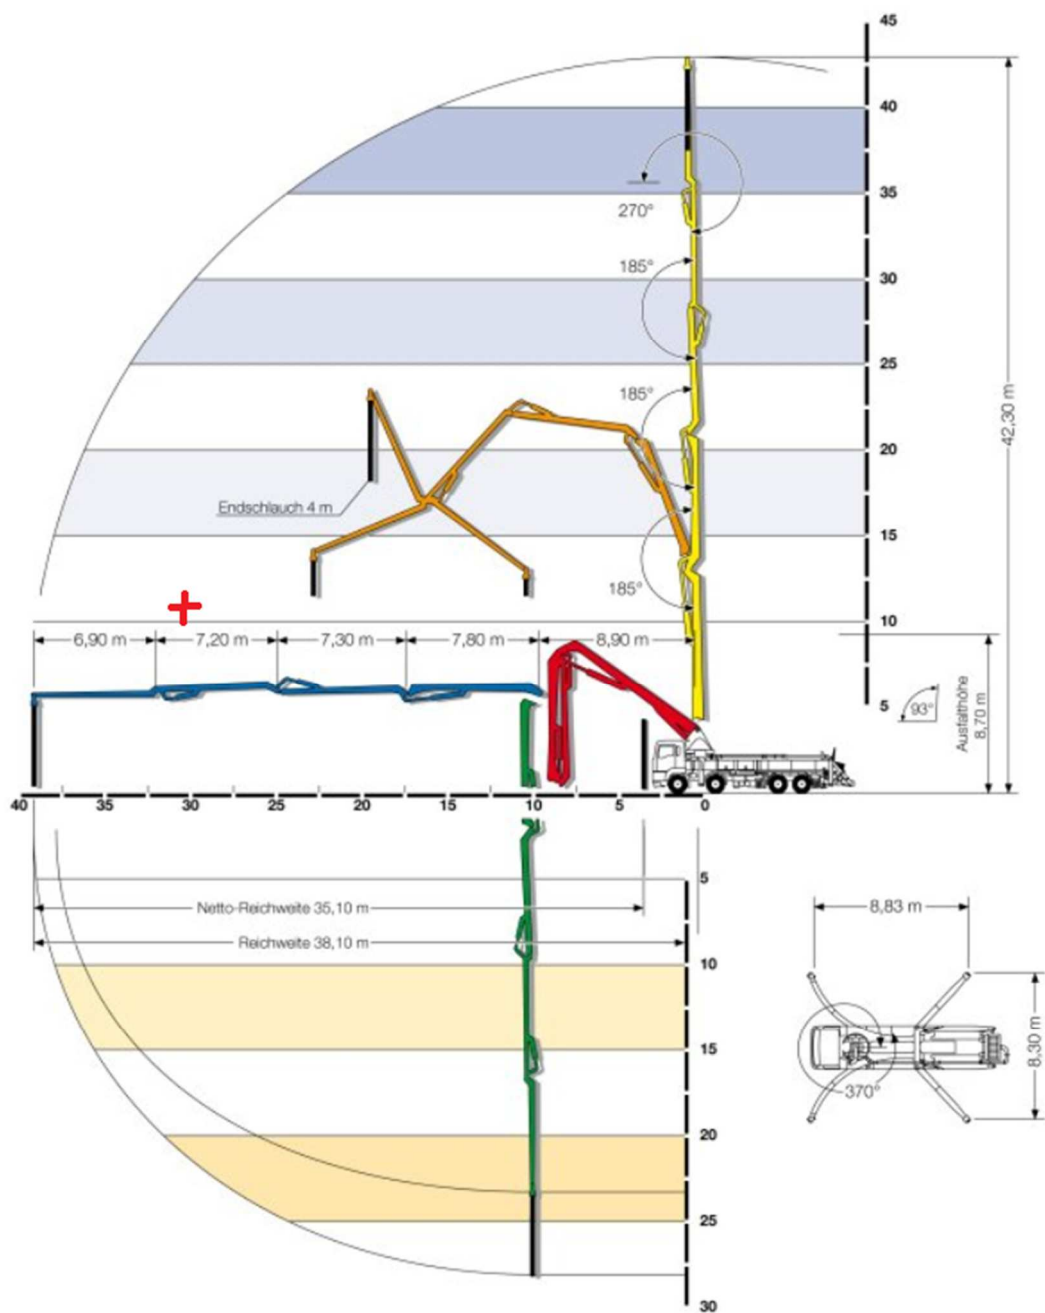 45
40
35
270°
185°
30
25
185°
42,30 m
20
Endschlauch 4 m
15
185°
10
6,90 m
7,20 m
7,30 m
7,80 m
8,90 m
5
93°
Ausfalthöhe
8,70 m
40
35
30
25
20
15
10
5
0
5
Netto-Reichweite 35,10 m
8,83 m
Reichweite 38,10 m
10
15
8,30 m
370°
20
25
30